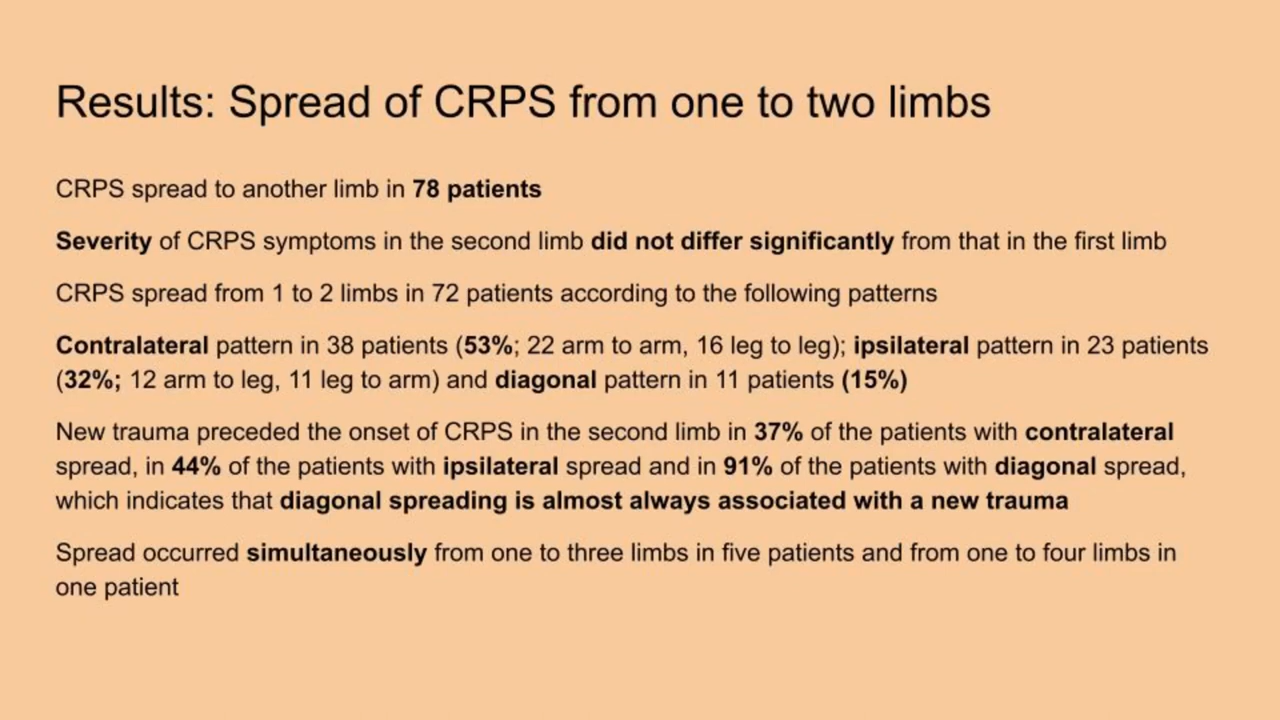 Results: Spread of CRPS from one to two limbs
CRPS spread to another limb in 78 patients
Severity of CRPS symptoms in the second limb did not differ significantly from that in the first limb
CRPS spread from 1 to 2 limbs in 72 patients according to the following patterns
Contralateral pattern in 38 patients (53%; 22 arm to arm, 16 leg to leg); ipsilateral pattern in 23 patients
(32%; 12 arm to leg, 11 leg to arm) and diagonal pattern in 11 patients (15%)
New trauma preceded the onset of CRPS in the second limb in 37% of the patients with contralateral
spread, in 44% of the patients with ipsilateral spread and in 91% of the patients with diagonal spread,
which indicates that diagonal spreading is almost always associated with a new trauma
Spread occurred simultaneously from one to three limbs in five patients and from one to four limbs in
one patient